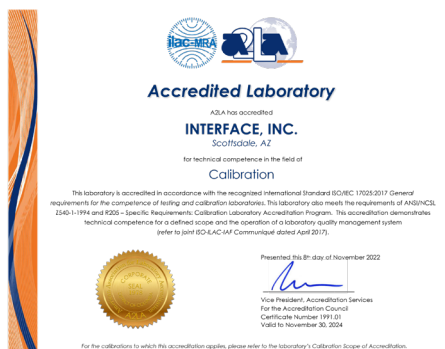 ilac-MRA
A2LA
Accredited Laboratory
A2LA has accredited
INTERFACE, INC.
Scottsdale, AZ
for technical competence in the field of
Calibration
This laboratory is accredited in accordance with the recognized International Standard ISO/IEC 17025:2017 General
requirements for the competence of testing and calibration laboratories. This laboratory also meets the requirements of ANSI/NCSL
Z540-1-1994 and R205 – Specific Requirements: Calibration Laboratory Accreditation Program. This accreditation demonstrates
technical competence for a defined scope and the operation of a laboratory quality management system
(refer to joint ISO-ILAC-IAF Communiqué dated April 2017).
Presented this 8th day of November 2022
CORPORATE
SEAL
Vice President, Accreditation Services
For the Accreditation Council
Certificate Number 1991.01
Valid to November 30, 2024
For the calibrations to which this accreditation applies, please refer to the laboratory's Calibration Scope of Accreditation.